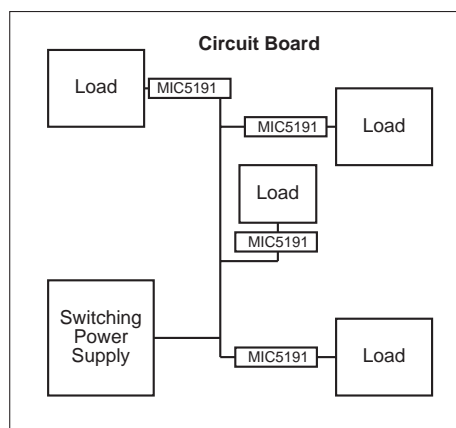 Circuit Board
Load
MIC5191
MIC5191
Load
Load
MIC5191
Switching
Power
Supply
MIC5191
Load